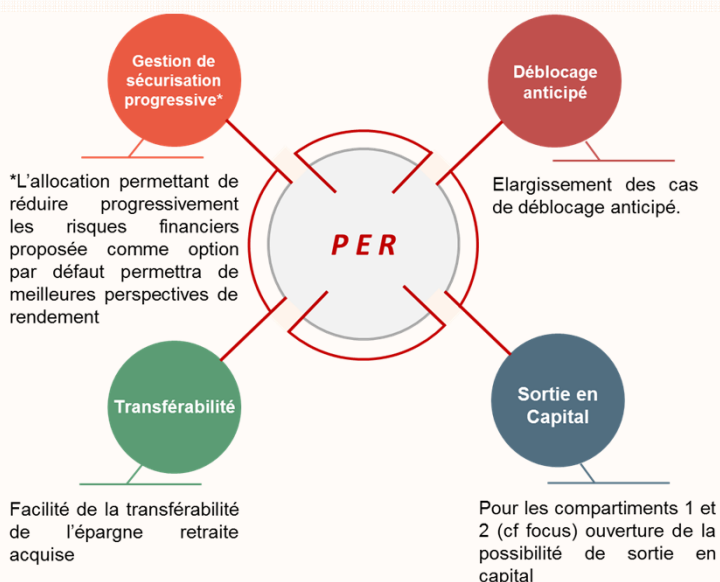 Gestion de
sécurisation
progressive*
*L'allocation permettant de
réduire progressivement
les risques financiers
proposée comme option
par défaut permettra de
meilleures perspectives de
rendement
Déblocage
anticipé
Elargissement des cas
de déblocage anticipé.
PER
Transférabilité
Facilité de la transférabilité
de l'épargne retraite
acquise
Sortie en
Capital
Pour les compartiments 1 et
2 (cf focus) ouverture de la
possibilité de sortie en
capital